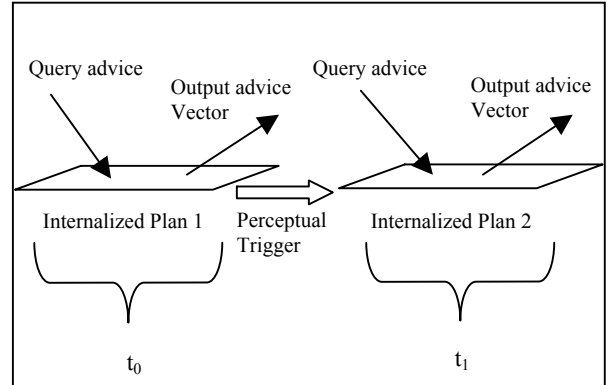 Query advice
Output advice
Vector
Internalized Plan 1
Perceptual
Trigger
t0
Query advice
Output advice
Vector
Internalized Plan 2
t1